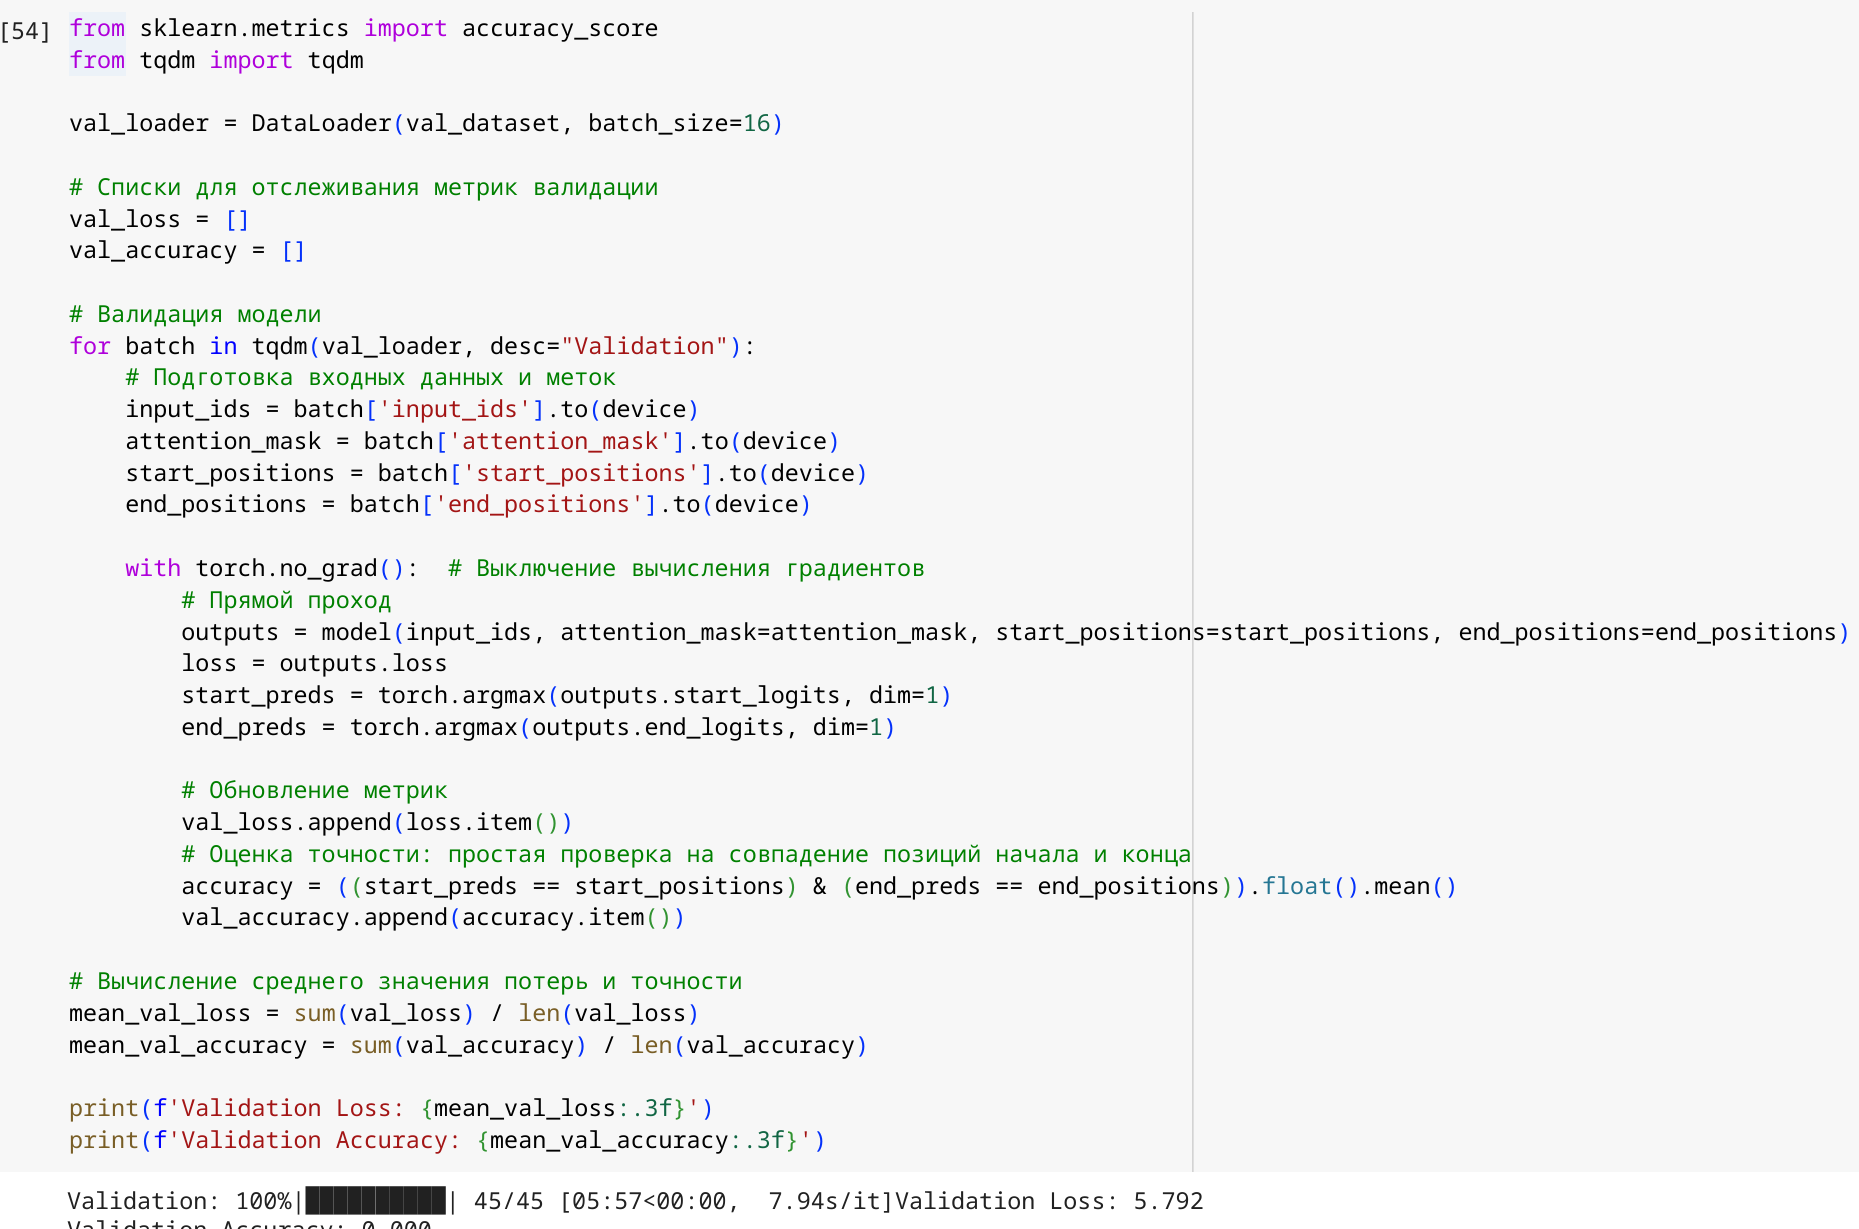 [54] from sklearn.metrics import accuracy_score
from tqdm import tqdm

val_loader = DataLoader(val_dataset, batch_size=16)

# Списки для отслеживания метрик валидации
val_loss = []
val_accuracy = []

# Валидация модели
for batch in tqdm(val_loader, desc="Validation"):
    # Подготовка входных данных и меток
    input_ids = batch['input_ids'].to(device)
    attention_mask = batch['attention_mask'].to(device)
    start_positions = batch['start_positions'].to(device)
    end_positions = batch['end_positions'].to(device)

    with torch.no_grad():  # Выключение вычисления градиентов
        # Прямой проход
        outputs = model(input_ids, attention_mask=attention_mask, start_positions=start_positions, end_positions=end_positions)
        loss = outputs.loss
        start_preds = torch.argmax(outputs.start_logits, dim=1)
        end_preds = torch.argmax(outputs.end_logits, dim=1)

        # Обновление метрик
        val_loss.append(loss.item())
        # Оценка точности: простая проверка на совпадение позиций начала и конца
        accuracy = ((start_preds == start_positions) & (end_preds == end_positions)).float().mean()
        val_accuracy.append(accuracy.item())

# Вычисление среднего значения потерь и точности
mean_val_loss = sum(val_loss) / len(val_loss)
mean_val_accuracy = sum(val_accuracy) / len(val_accuracy)

print(f'Validation Loss: {mean_val_loss:.3f}')
print(f'Validation Accuracy: {mean_val_accuracy:.3f}')
Validation: 100%|██████████| 45/45 [05:57<00:00,  7.94s/it]Validation Loss: 5.792
Validation Accuracy: 0.000